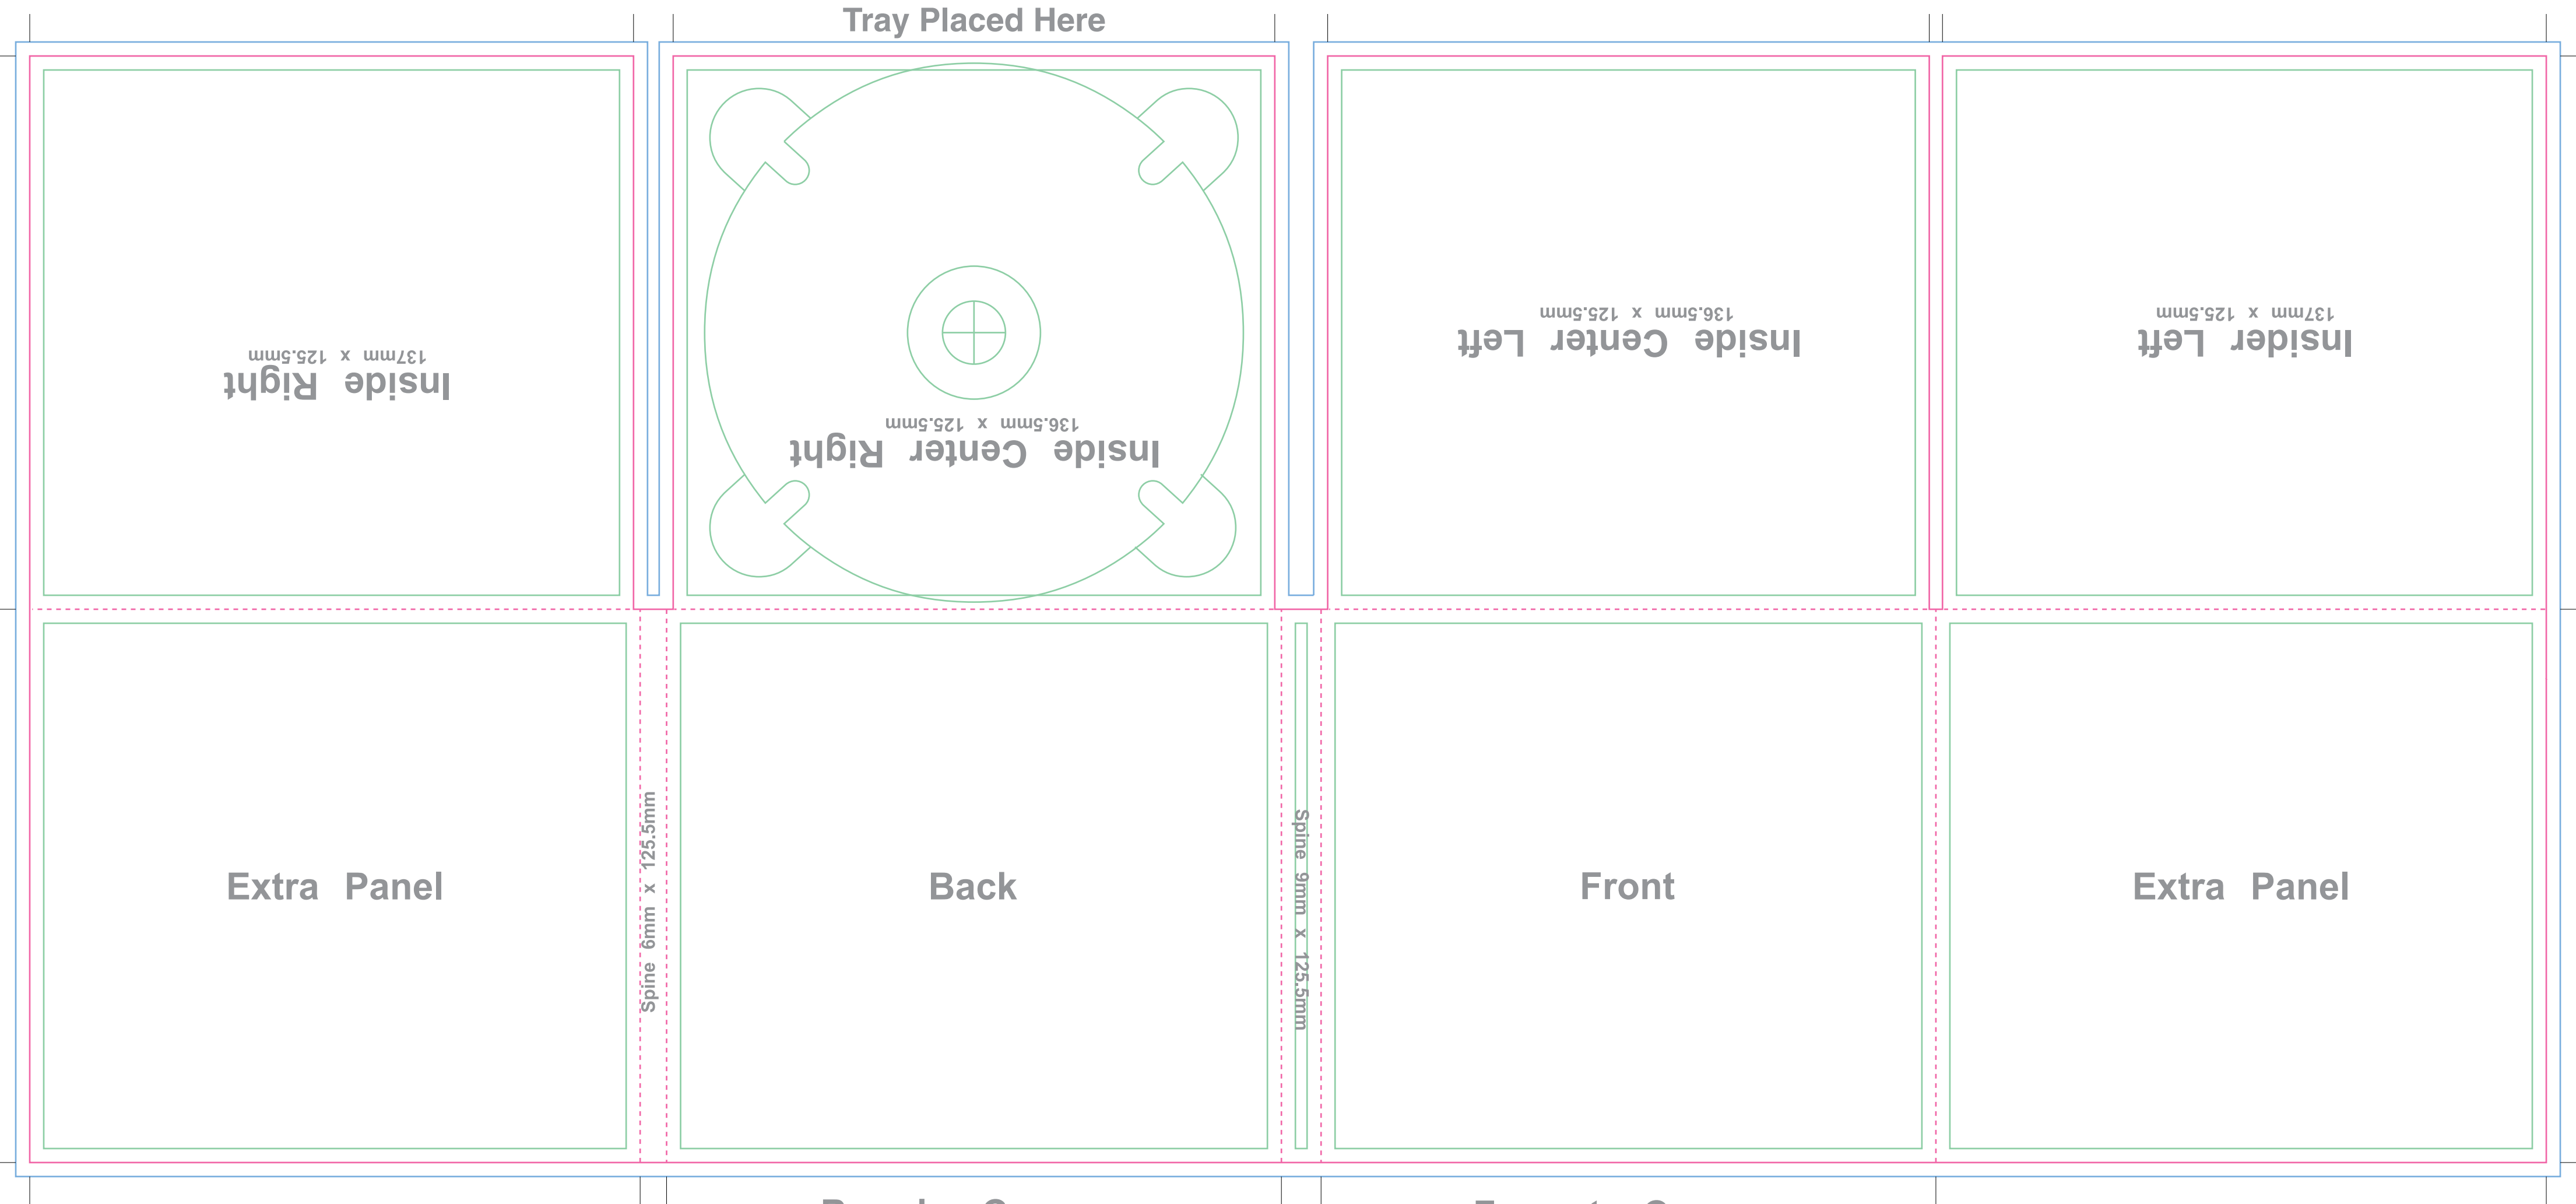 Tray Placed Here
137mm x 125.5mm
Inside Right
136.5mm x 125.5mm
Inside Center Right
136.5mm x 125.5mm
Inside Center Left
137mm x 125.5mm
Insider Left
Extra Panel
Spine 6mm x 125.5mm
Back
Spine 9mm x 125.5mm
Front
Extra Panel